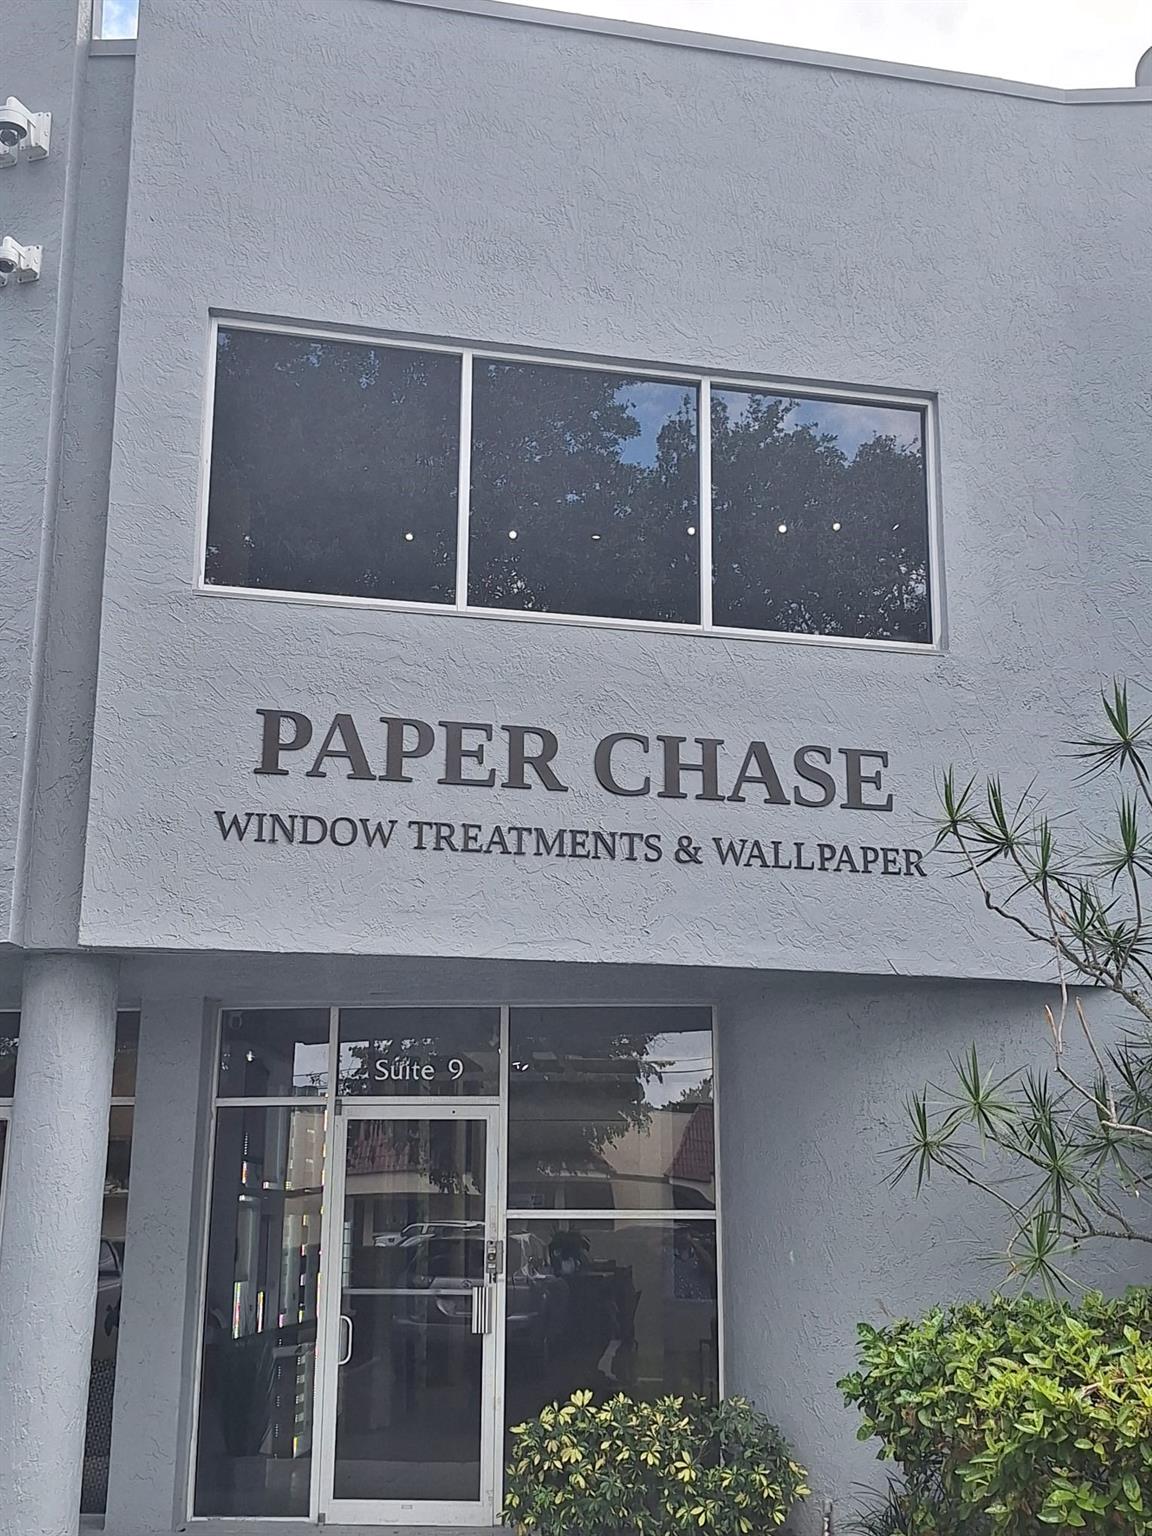 PAPER CHASE
WINDOW TREATMENTS & WALLPAPER
Suite 9